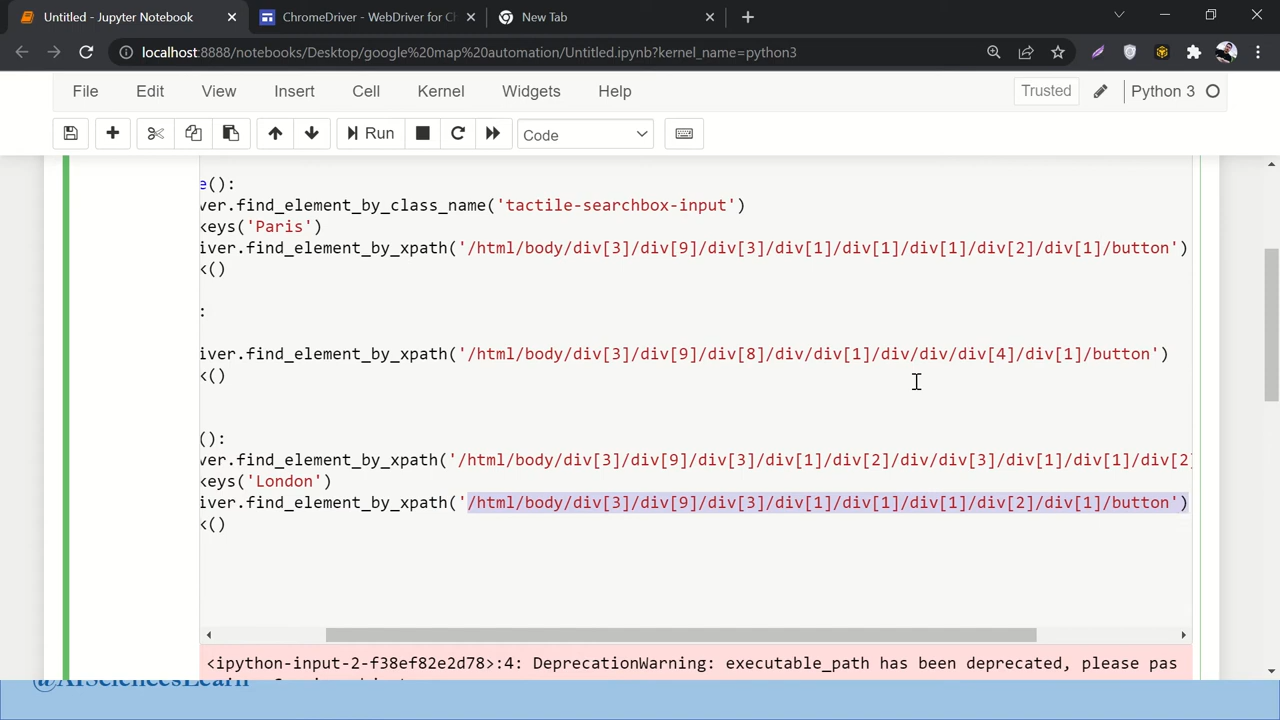 Untitled - Jupyter Notebook
ChromeDriver - WebDriver for Ch
New Tab
localhost:8888/notebooks/Desktop/google%20map%20automation/Untitled.ipynb?kernel_name=python3
File Edit View Insert Cell Kernel Widgets Help Trusted Python 3
Run Code
e():
ver.find_element_by_class_name('tactile-searchbox-input')
keys('Paris')
iver.find_element_by_xpath('/html/body/div[3]/div[9]/div[3]/div[1]/div[1]/div[1]/div[2]/div[1]/button')
k()
:
iver.find_element_by_xpath('/html/body/div[3]/div[9]/div[8]/div/div[1]/div/div/div[4]/div[1]/button')
k()
():
ver.find_element_by_xpath('/html/body/div[3]/div[9]/div[3]/div[1]/div[2]/div/div[3]/div[1]/div[1]/div[2]
keys('London')
iver.find_element_by_xpath('/html/body/div[3]/div[9]/div[3]/div[1]/div[1]/div[1]/div[2]/div[1]/button')
k()
<ipython-input-2-f38ef82e2d78>:4: DeprecationWarning: executable_path has been deprecated, please pas
@AISciencesLearn